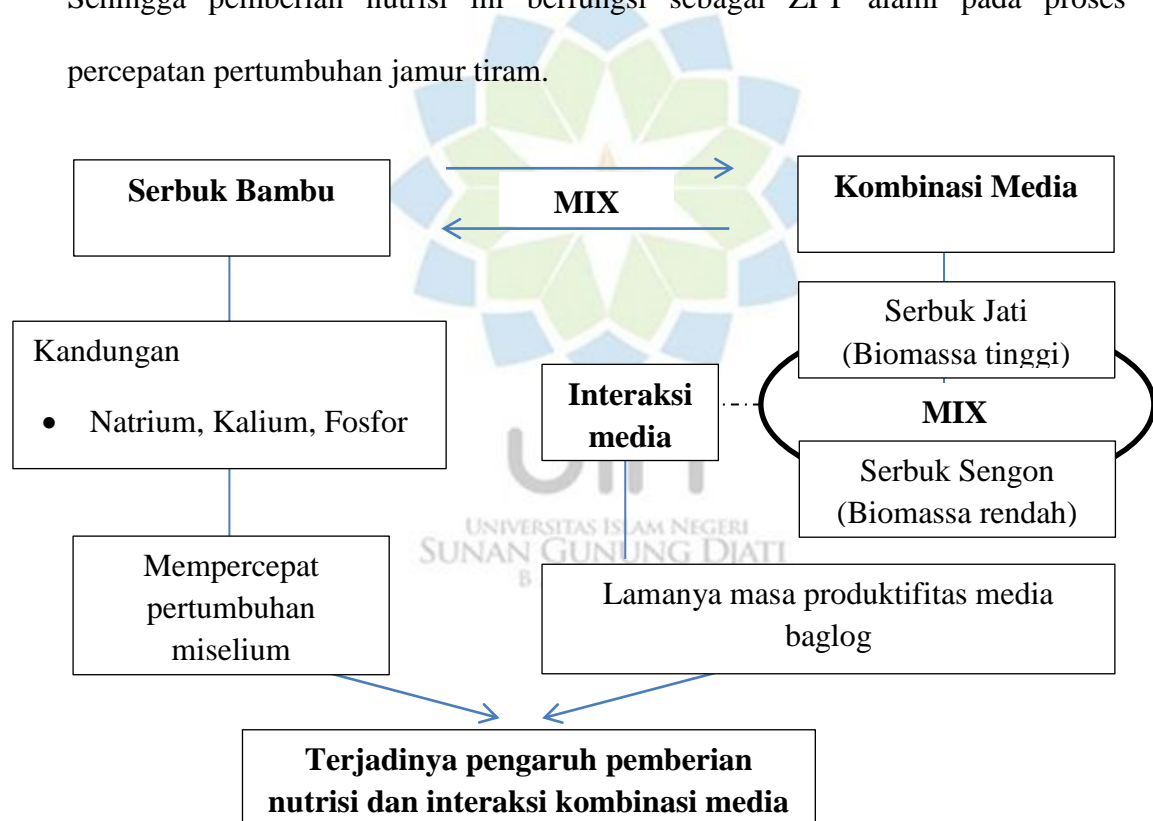 Sehingga pemberian nutrisi ini berfungsi sebagai ZPT alami pada proses
percepatan pertumbuhan jamur tiram.
Serbuk Bambu
MIX
Kombinasi Media
Kandungan
• Natrium, Kalium, Fosfor
Serbuk Jati
(Biomassa tinggi)
MIX
Serbuk Sengon
(Biomassa rendah)
Interaksi
media
UNIVERSITAS ISLAM NEGERI
SUNAN GUNUNG DJATI
B
Mempercepat
pertumbuhan
miselium
Lamanya masa produktifitas media
baglog
Terjadinya pengaruh pemberian
nutrisi dan interaksi kombinasi media